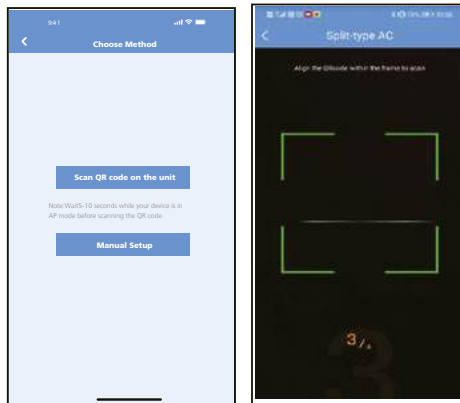 9:41
Choose Method
Scan QR code on the unit
Note:Wait5-10 seconds while your device is in
AP mode before scanning the QR code.
Manual Setup
Split-type AC
Align the QRcode within the frame to scan
3/4